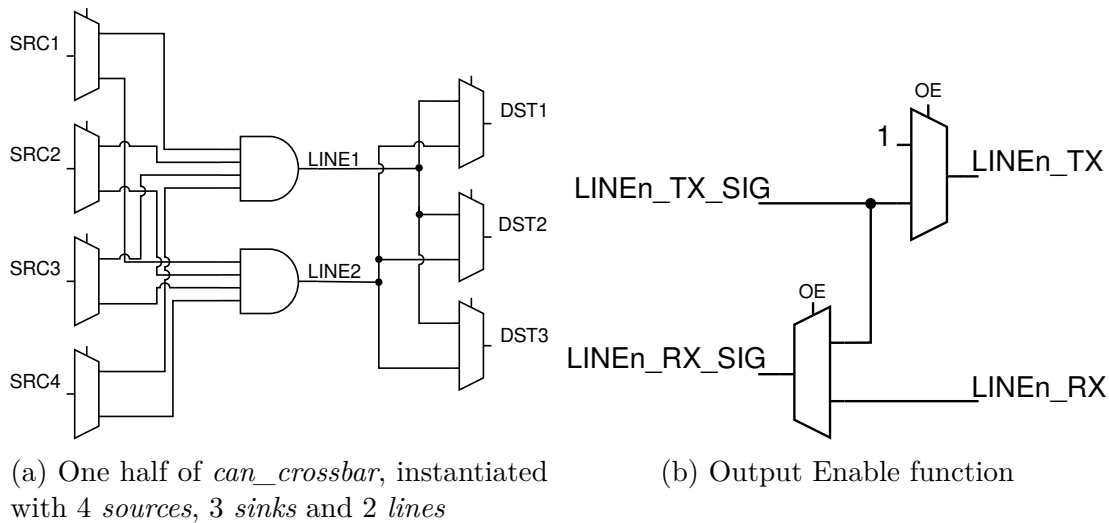 SRC1
SRC2
SRC3
SRC4
LINE1
LINE2
DST1
DST2
DST3
(a) One half of can_crossbar, instantiated
with 4 sources, 3 sinks and 2 lines
OE
1
LINEn_TX
LINEn_TX_SIG
OE
LINEn_RX_SIG
LINEn_RX
(b) Output Enable function